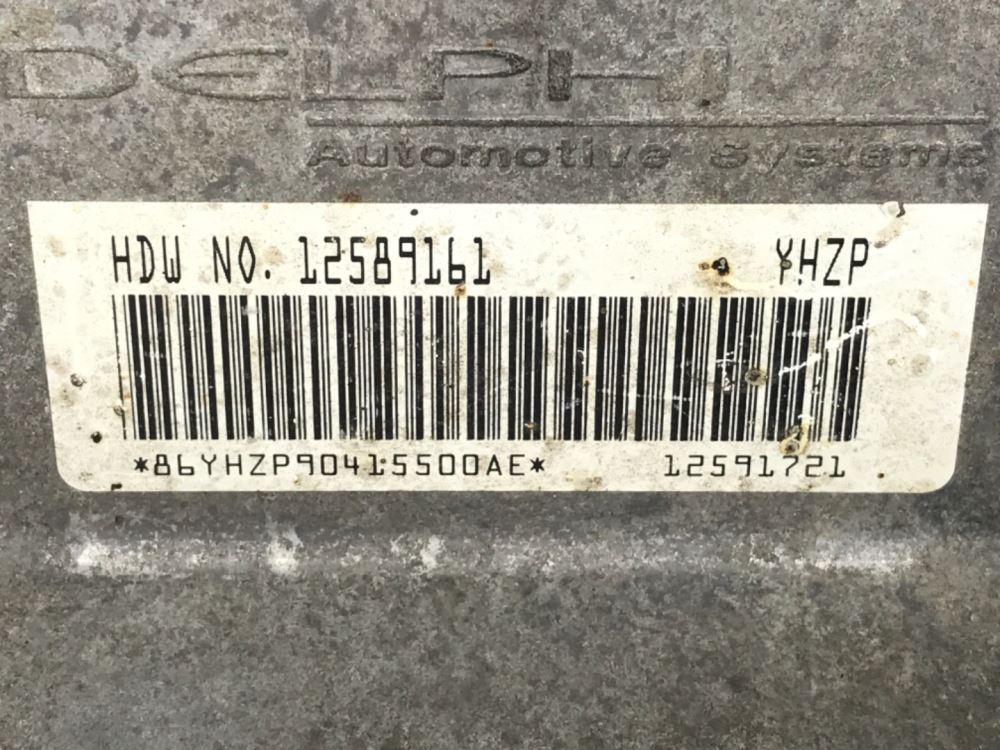 DELPHI
Automotive Systems
HDW NO. 12589161 YHZP
*86YHZP90415500AE* 12591721